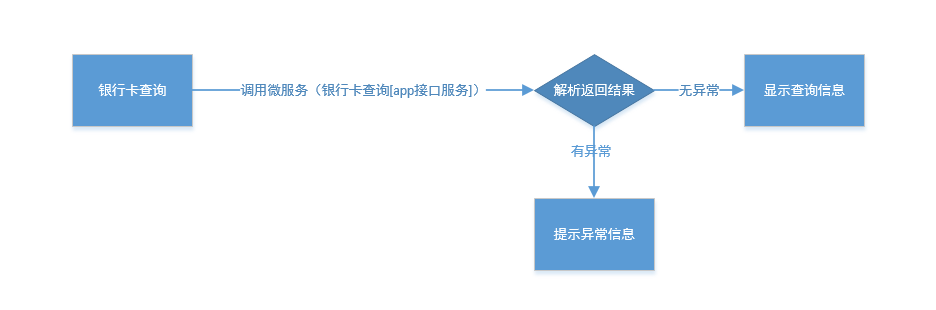 银行卡查询
调用微服务（银行卡查询[app接口服务]）
解析返回结果
无异常
显示查询信息
有异常
提示异常信息